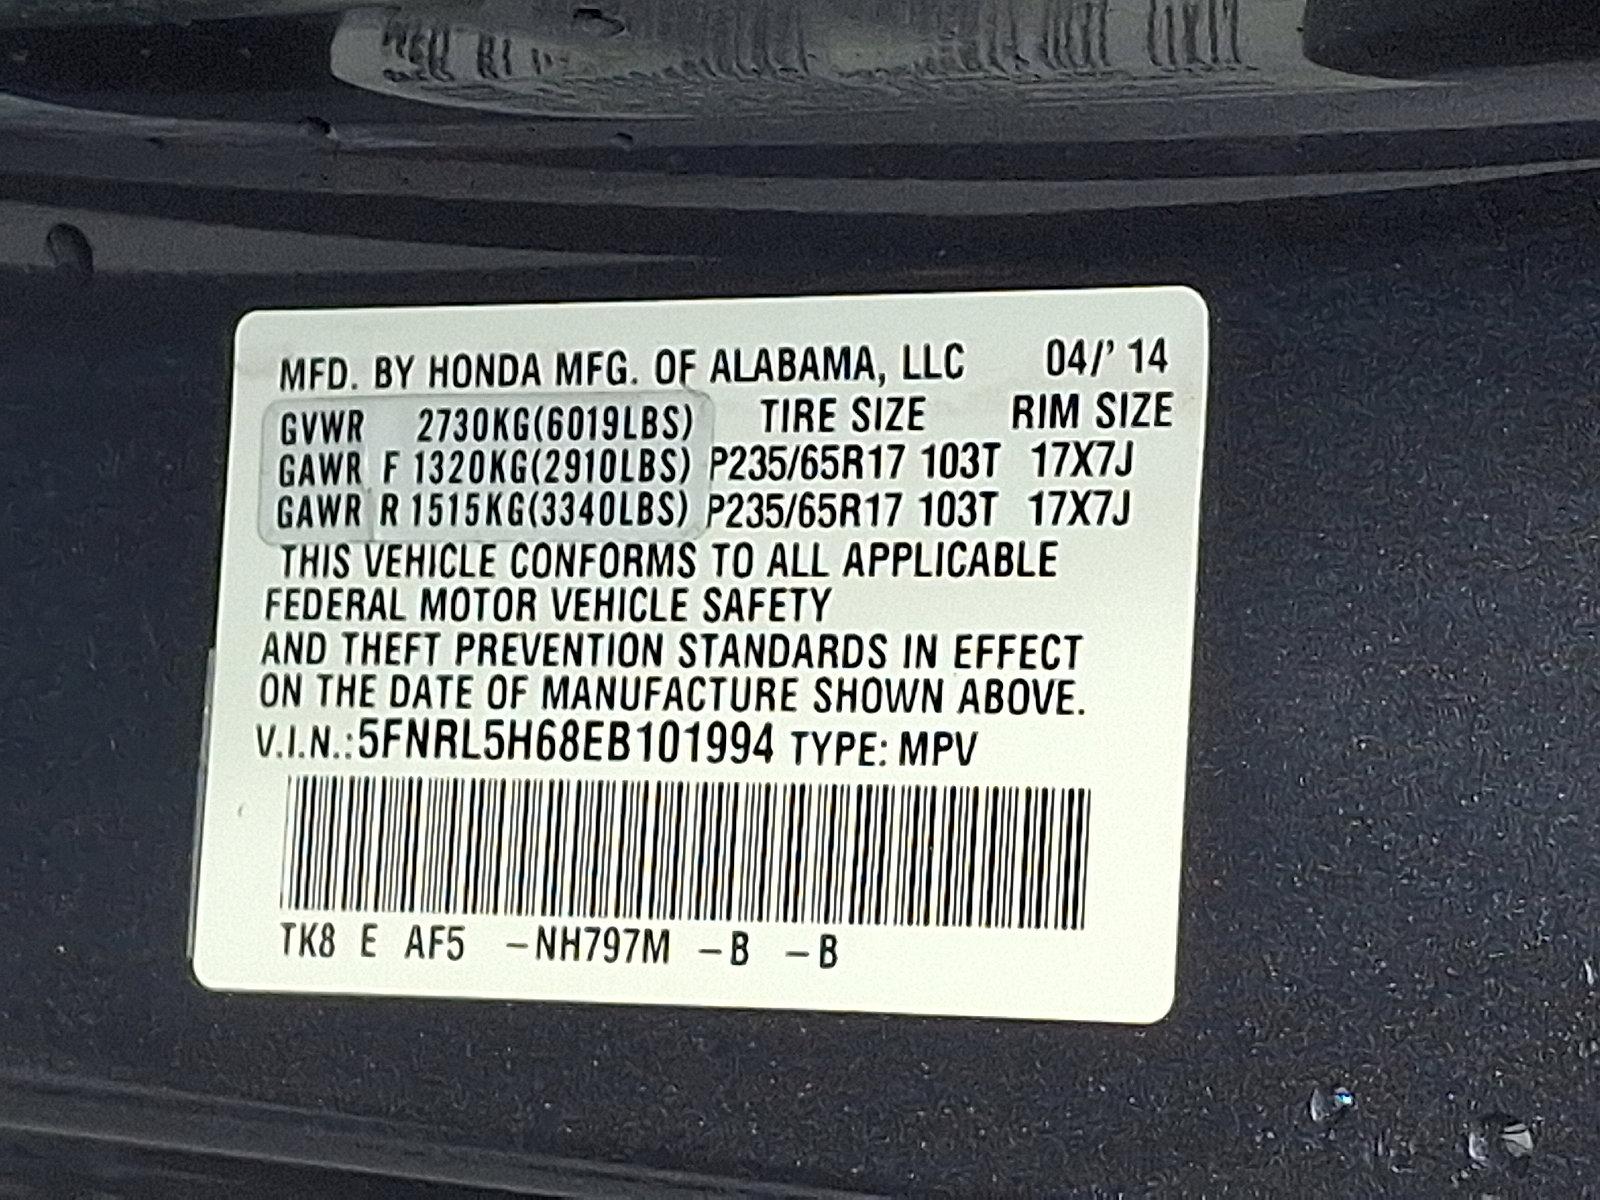 MFD. BY HONDA MFG. OF ALABAMA, LLC 04/' 14
GVWR 2730KG(6019LBS) TIRE SIZE RIM SIZE
GAWR F 1320KG(2910LBS) P235/65R17 103T 17X7J
GAWR R 1515KG(3340LBS) P235/65R17 103T 17X7J
THIS VEHICLE CONFORMS TO ALL APPLICABLE
FEDERAL MOTOR VEHICLE SAFETY
AND THEFT PREVENTION STANDARDS IN EFFECT
ON THE DATE OF MANUFACTURE SHOWN ABOVE.
V.I.N.:5FNRL5H68EB101994 TYPE: MPV
TK8 E AF5 –NH797M –B –B